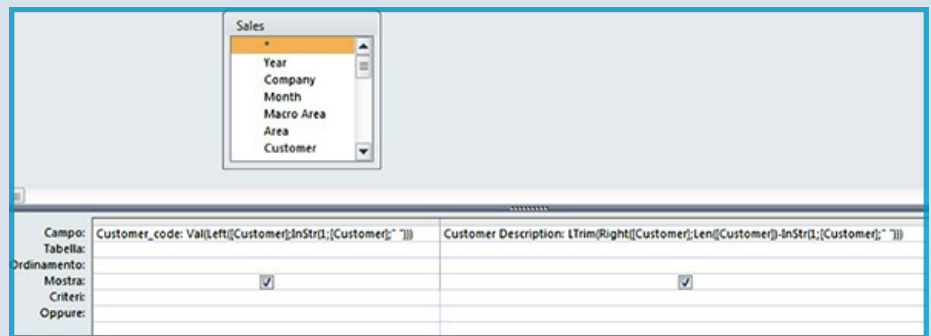 Sales
*
Year
Company
Month
Macro Area
Area
Customer
Campo: Customer_code: Val(Left([Customer];InStr(1;[Customer];" "))) Customer Description: LTrim(Right([Customer];Len([Customer])-InStr(1;[Customer];" ")))
Tabella:
Ordinamento:
Mostra:
Criteri:
Oppure: